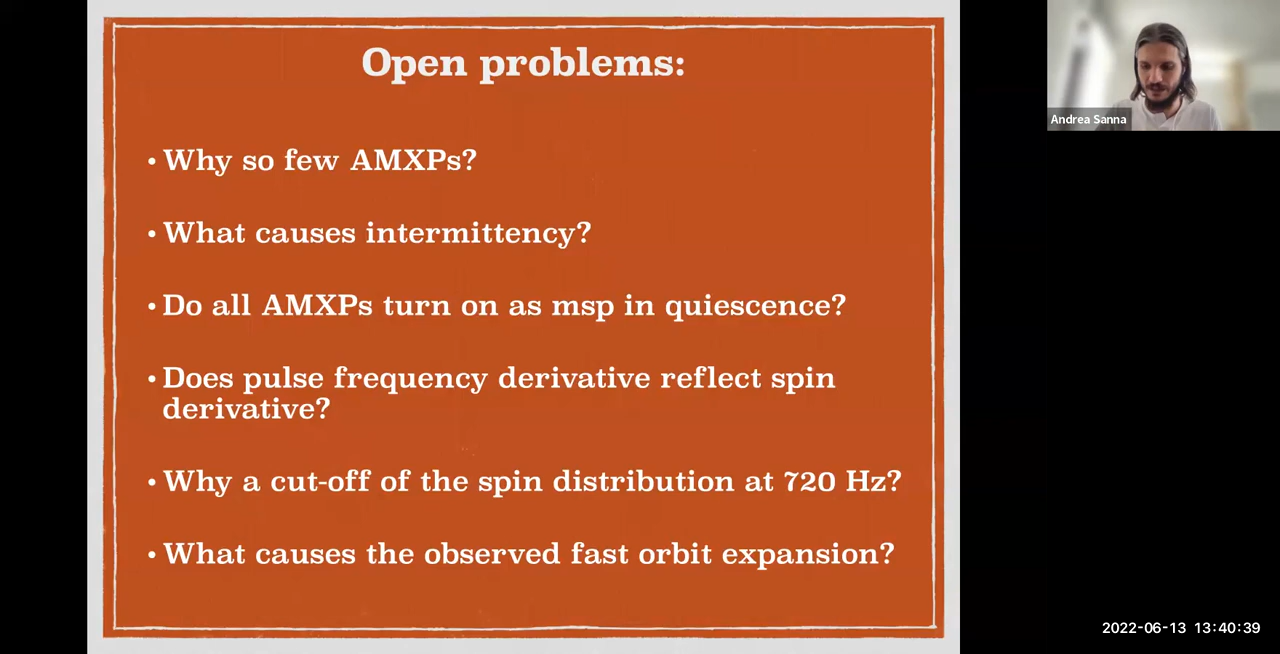 Open problems:
• Why so few AMXPs?
• What causes intermittency?
• Do all AMXPs turn on as msp in quiescence?
• Does pulse frequency derivative reflect spin
derivative?
• Why a cut-off of the spin distribution at 720 Hz?
• What causes the observed fast orbit expansion?
Andrea Sanna
2022-06-13 13:40:39